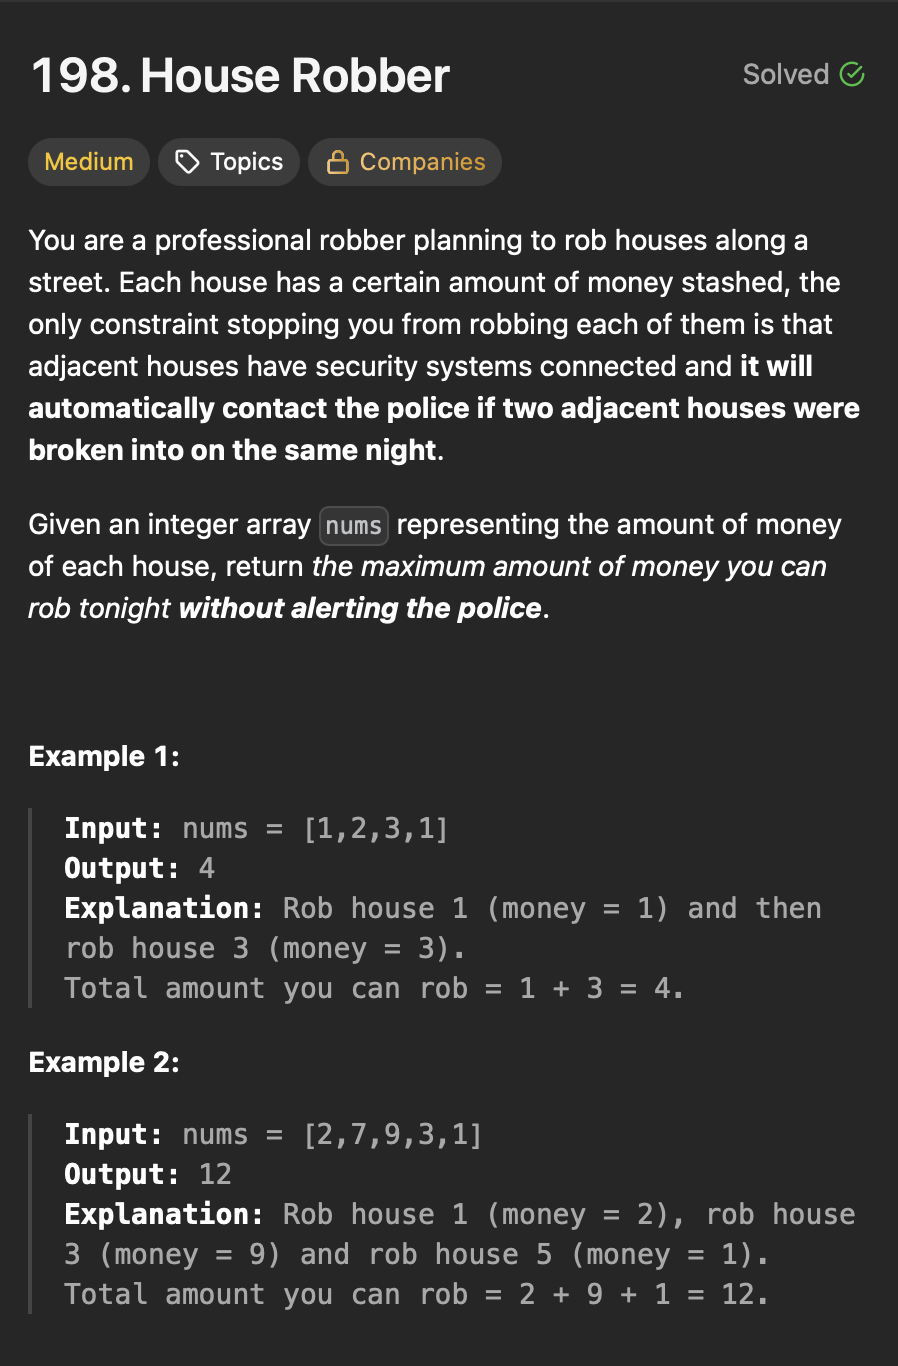 198. House Robber
Solved
Medium
Topics
Companies
You are a professional robber planning to rob houses along a
street. Each house has a certain amount of money stashed, the
only constraint stopping you from robbing each of them is that
adjacent houses have security systems connected and it will
automatically contact the police if two adjacent houses were
broken into on the same night.
Given an integer array nums representing the amount of money
of each house, return the maximum amount of money you can
rob tonight without alerting the police.
Example 1:
Input: nums = [1,2,3,1]
Output: 4
Explanation: Rob house 1 (money = 1) and then
rob house 3 (money = 3).
Total amount you can rob = 1 + 3 = 4.
Example 2:
Input: nums = [2,7,9,3,1]
Output: 12
Explanation: Rob house 1 (money = 2), rob house
3 (money = 9) and rob house 5 (money = 1).
Total amount you can rob = 2 + 9 + 1 = 12.